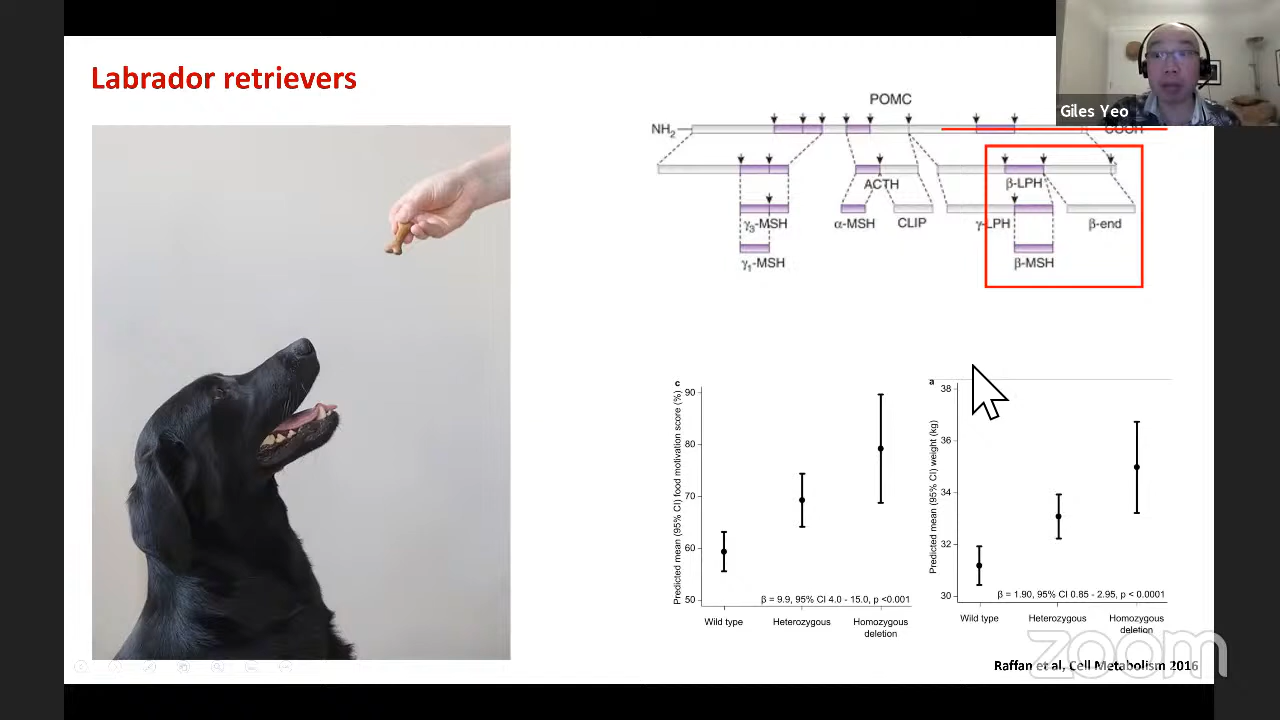 Labrador retrievers
Giles Yeo
POMC
NH2
COOH
ACTH
β-LPH
γ3-MSH
α-MSH
CLIP
γ-LPH
β-end
γ1-MSH
β-MSH
c
Predicted mean (95% CI) food motivation score (%)
90
80
70
60
50
β = 9.9, 95% CI 4.0 - 15.0, p <0.001
Wild type
Heterozygous
Homozygous
deletion
a
Predicted mean (95% CI) weight (kg)
38
36
34
32
30
β = 1.90, 95% CI 0.85 - 2.95, p < 0.0001
Wild type
Heterozygous
Homozygous
deletion
zoom
Raffan et al, Cell Metabolism 2016